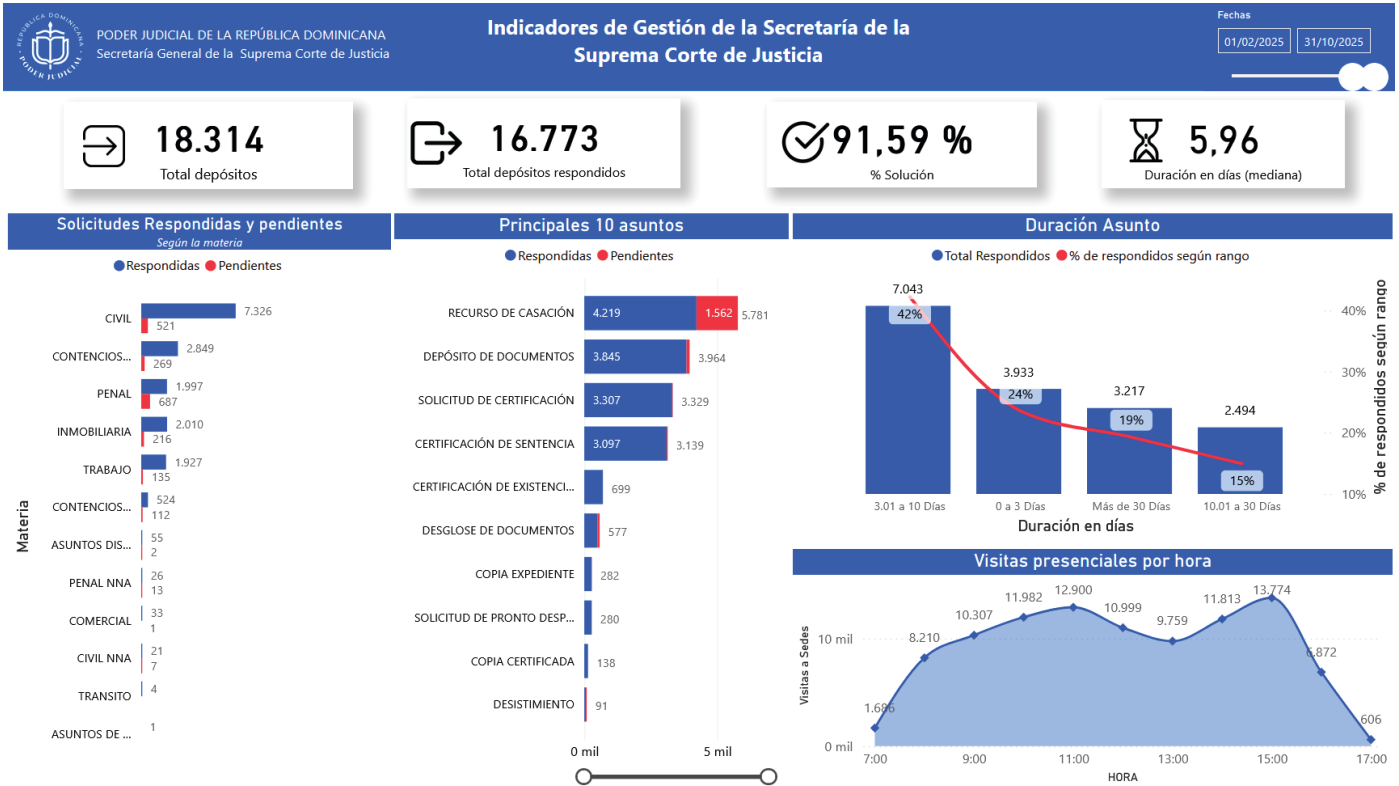 REPÚBLICA DOMINICANA
PODER JUDICIAL
PODER JUDICIAL DE LA REPÚBLICA DOMINICANA
Secretaría General de la Suprema Corte de Justicia
Indicadores de Gestión de la Secretaría de la
Suprema Corte de Justicia
Fechas
01/02/2025 31/10/2025
18.314
Total depósitos
16.773
Total depósitos respondidos
91,59 %
% Solución
5,96
Duración en días (mediana)
Solicitudes Respondidas y pendientes
Según la materia
Respondidas Pendientes
Materia
CIVIL 7.326
521
CONTENCIOS... 2.849
269
PENAL 1.997
687
INMOBILIARIA 2.010
216
TRABAJO 1.927
135
CONTENCIOS... 524
112
ASUNTOS DIS... 55
2
PENAL NNA 26
13
COMERCIAL 33
1
CIVIL NNA 21
7
TRANSITO 4
ASUNTOS DE ... 1
Principales 10 asuntos
Respondidas Pendientes
RECURSO DE CASACIÓN 4.219 1.562 5.781
DEPÓSITO DE DOCUMENTOS 3.845 3.964
SOLICITUD DE CERTIFICACIÓN 3.307 3.329
CERTIFICACIÓN DE SENTENCIA 3.097 3.139
CERTIFICACIÓN DE EXISTENCI... 699
DESGLOSE DE DOCUMENTOS 577
COPIA EXPEDIENTE 282
SOLICITUD DE PRONTO DESP... 280
COPIA CERTIFICADA 138
DESISTIMIENTO 91
0 mil 5 mil
Duración Asunto
Total Respondidos % de respondidos según rango
7.043 3.933 3.217 2.494
42% 24% 19% 15%
40%
30%
20%
10%
% de respondidos según rango
3.01 a 10 Días 0 a 3 Días Más de 30 Días 10.01 a 30 Días
Duración en días
Visitas presenciales por hora
Visitas a Sedes
10 mil
0 mil
1.686 8.210 10.307 11.982 12.900 10.999 9.759 11.813 13.774 6.872 606
7:00 9:00 11:00 13:00 15:00 17:00
HORA